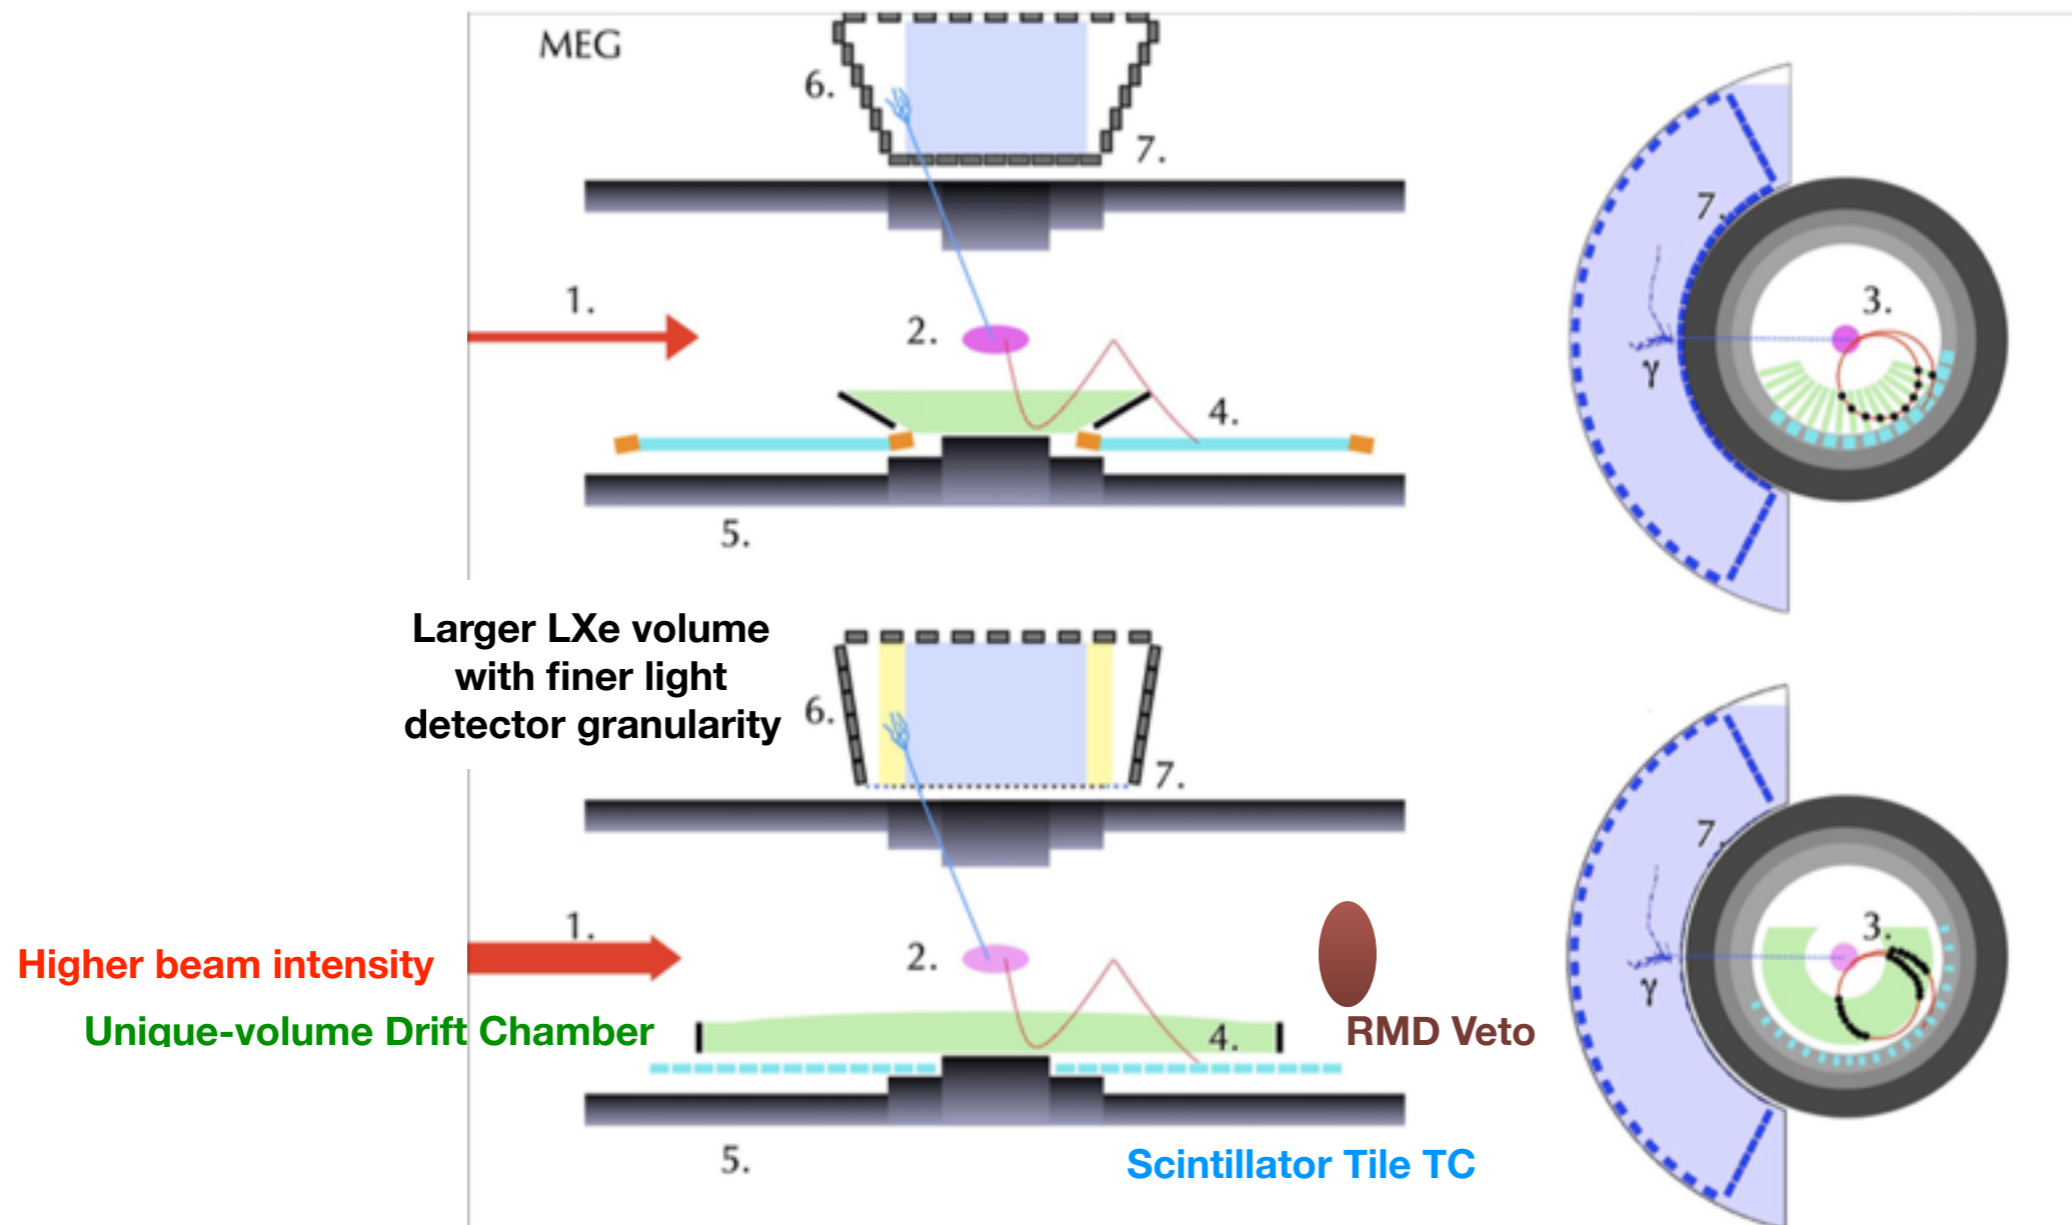 MEG
6.
7.
7.
1.
3.
2.
γ
4.
5.
Larger LXe volume
with finer light
detector granularity
6.
7.
7.
1.
3.
Higher beam intensity
2.
γ
Unique-volume Drift Chamber
4.
RMD Veto
5.
Scintillator Tile TC